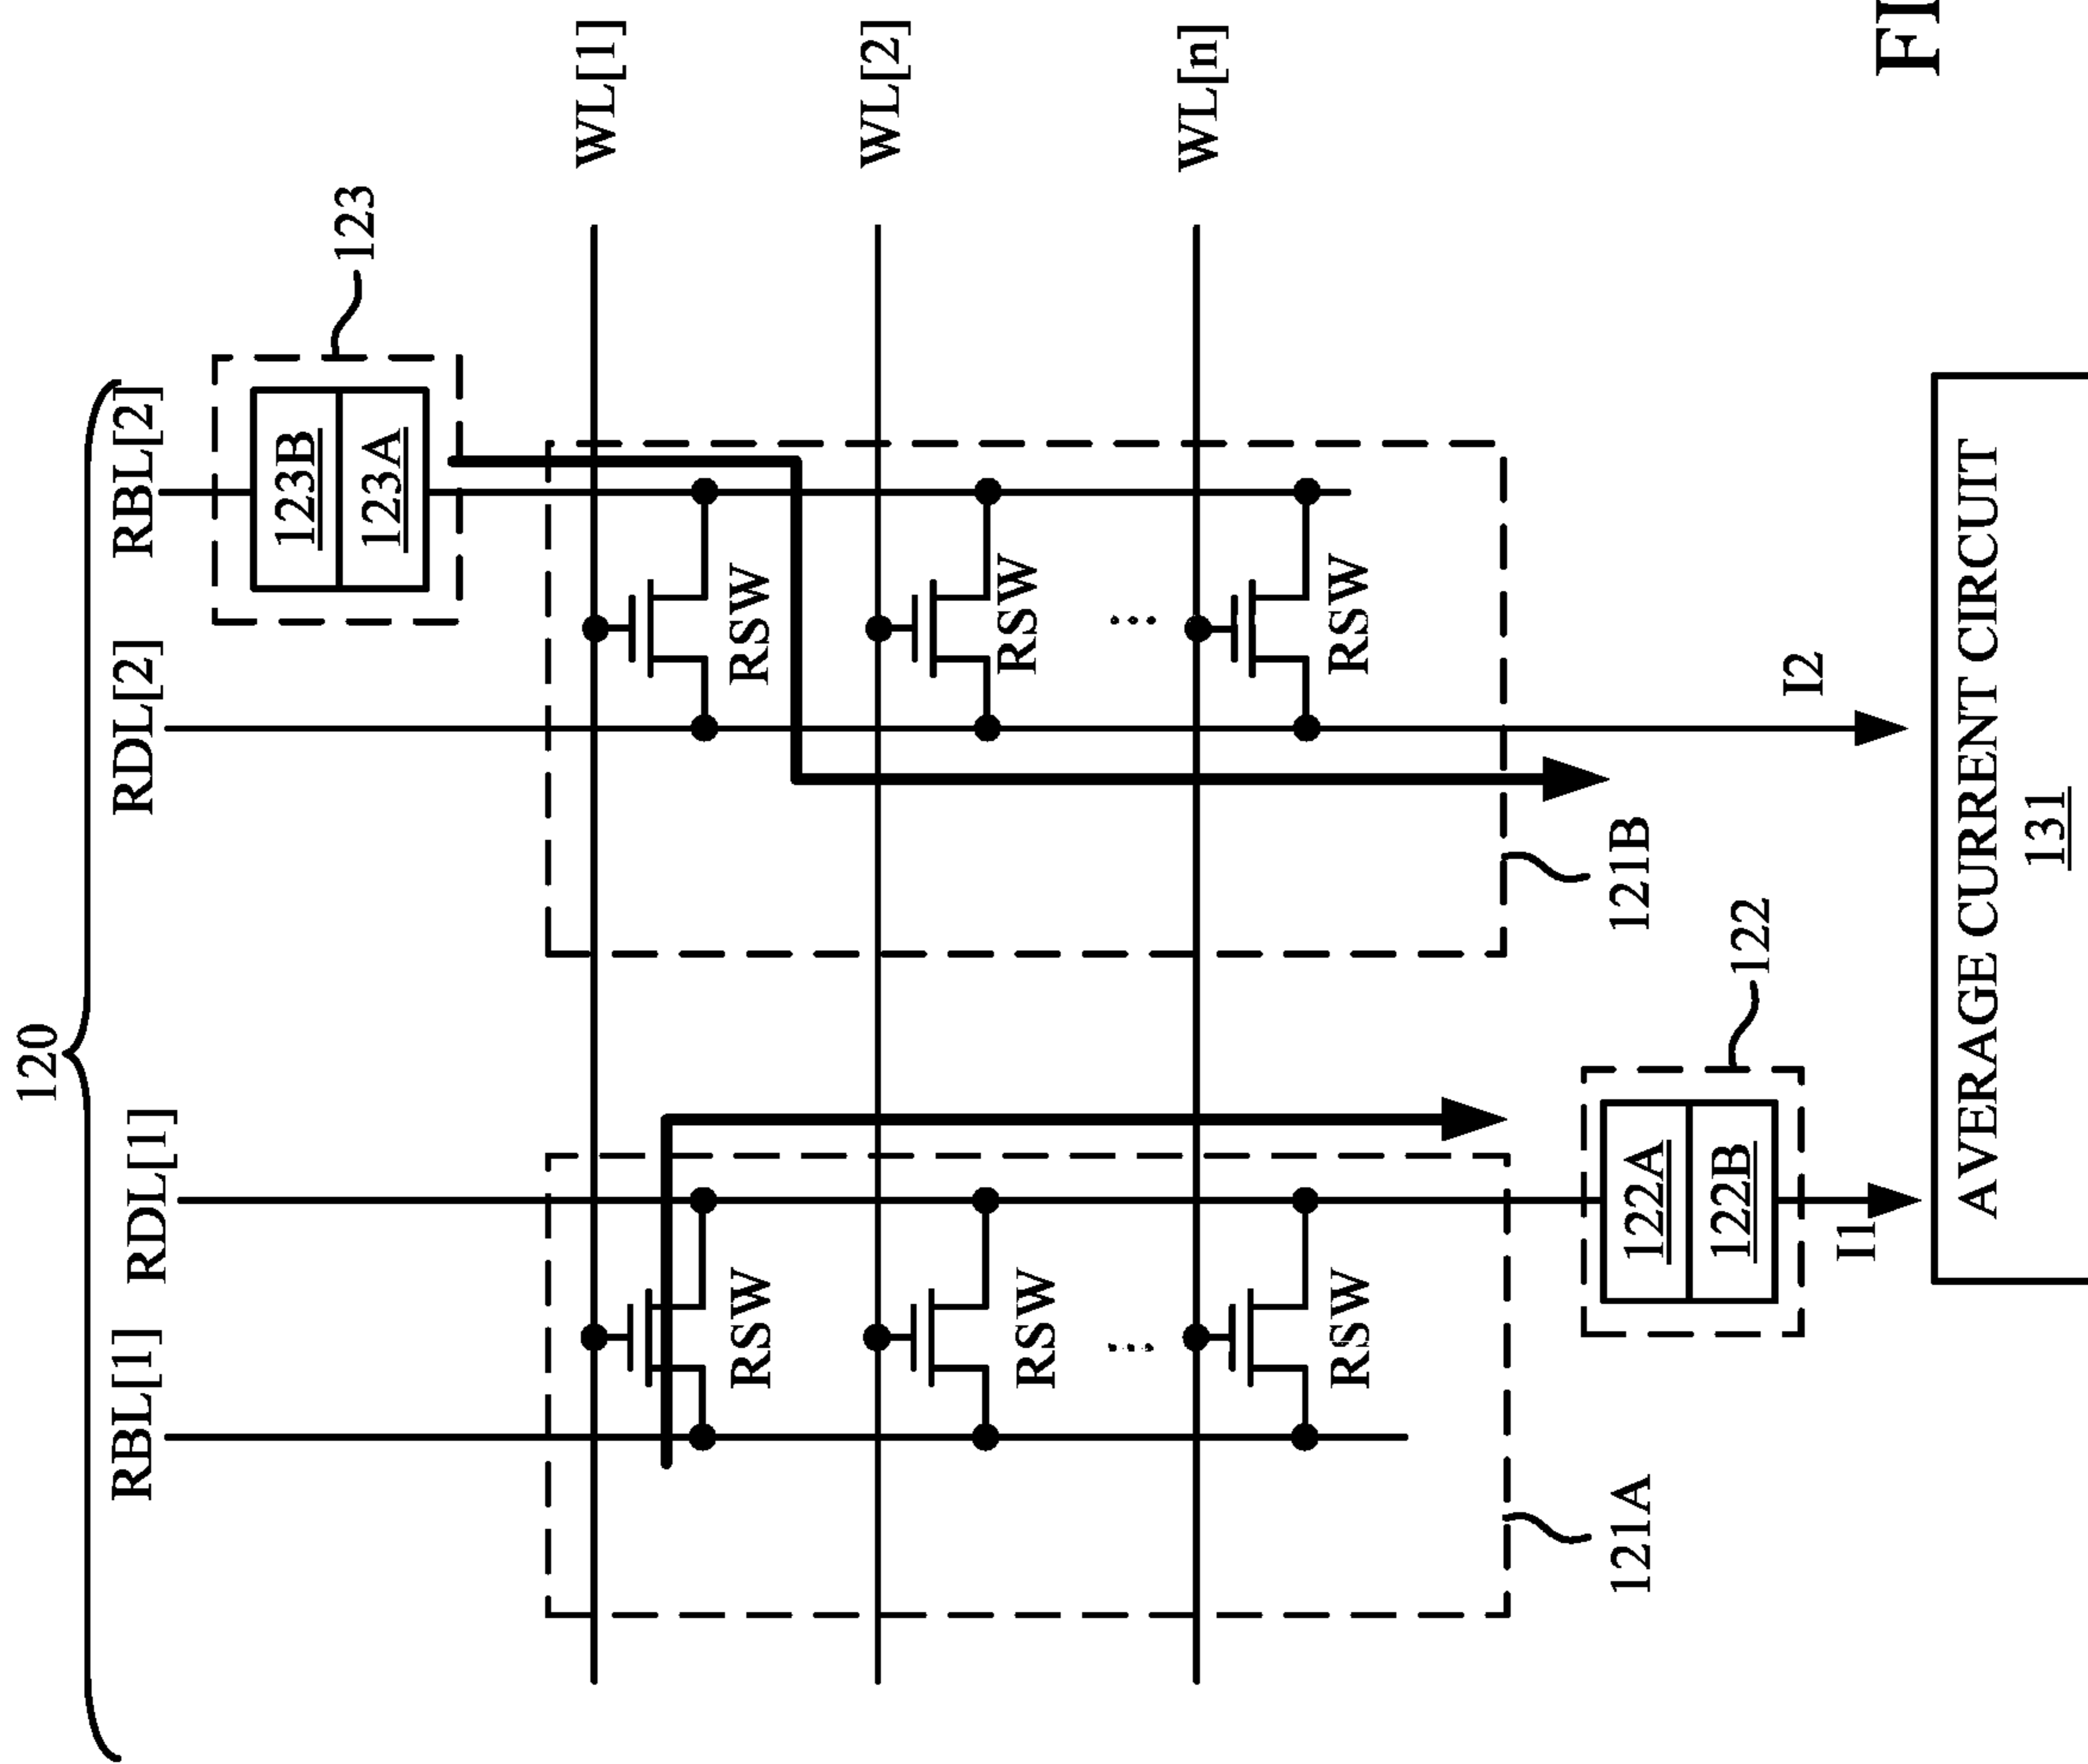 120
RBL[1]
RDL[1]
RDL[2]
RBL[2]
123B
123A
123
WL[1]
RSW
RSW
WL[2]
RSW
RSW
WL[n]
RSW
RSW
121A
121B
122A
122B
122
I1
I2
AVERAGE CURRENT CIRCUIT
131
FI